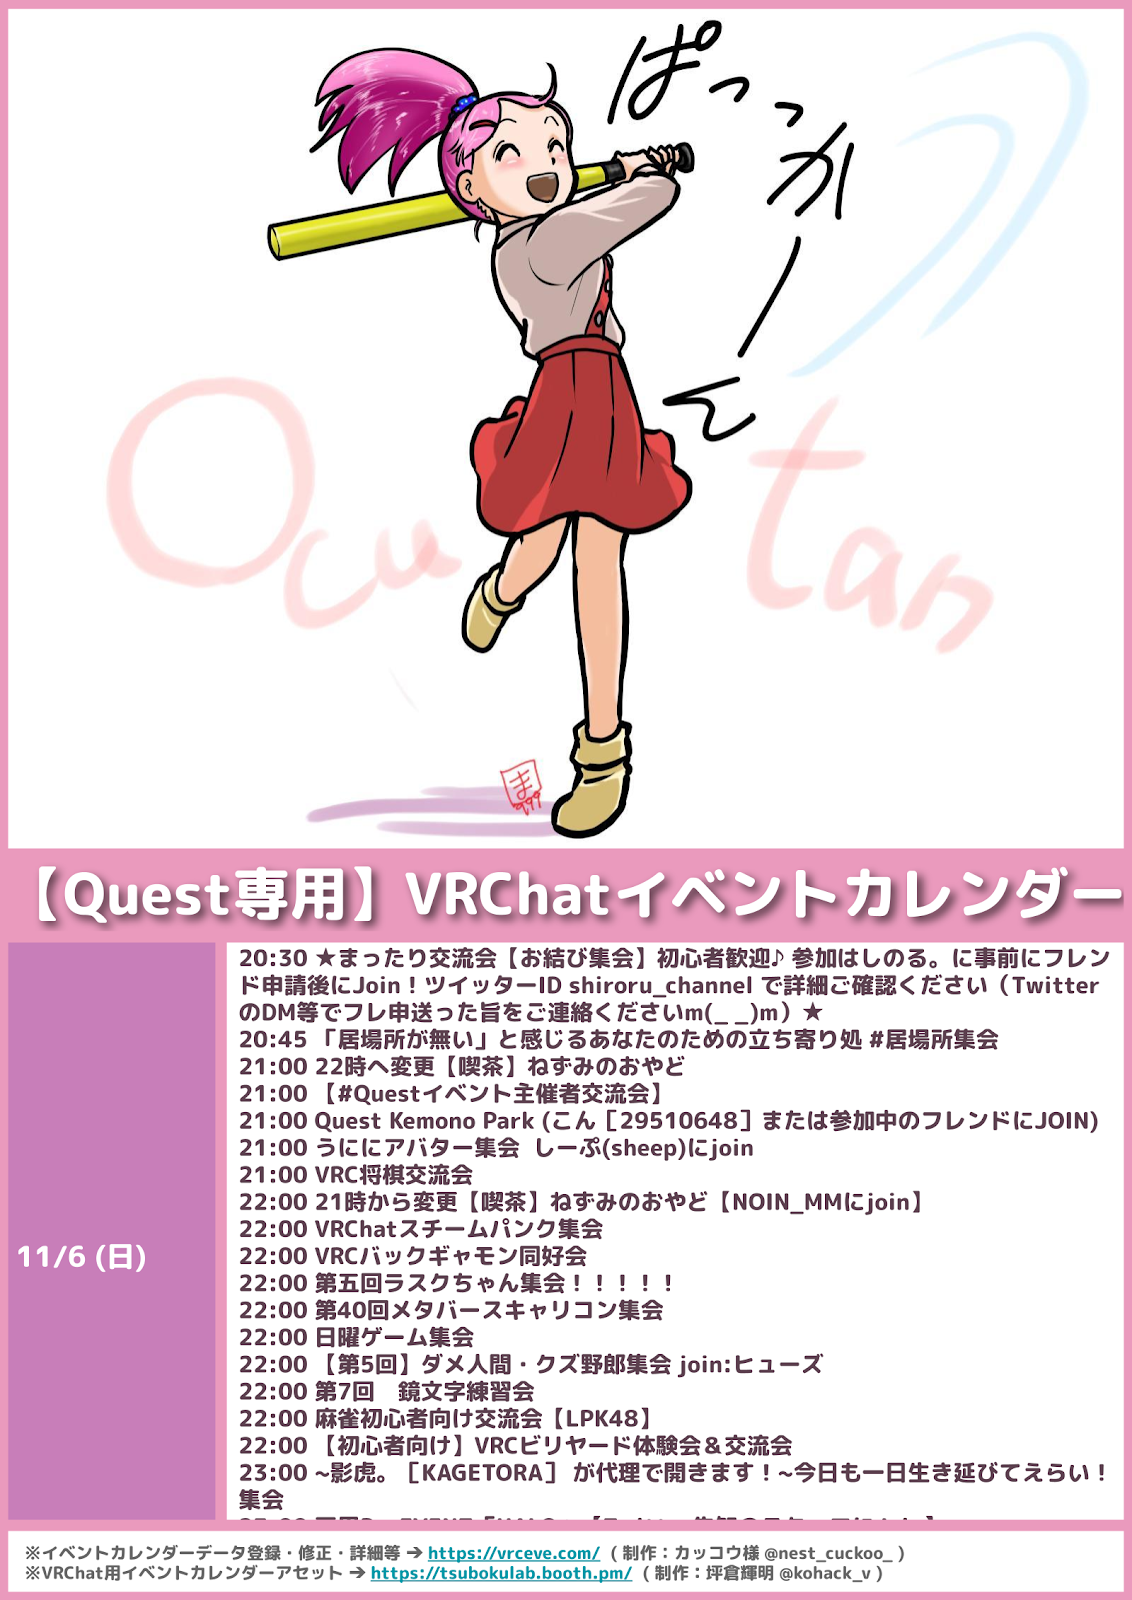 ぱっっかーん
Ocu tan
ま
999
【Quest専用】VRChatイベントカレンダー
11/6 (日)
20:30 ★まったり交流会【お結び集会】初心者歓迎♪ 参加はしのる。に事前にフレン
ド申請後にJoin！ツイッターID shiroru_channel で詳細ご確認ください（Twitter
のDM等でフレ申送った旨をご連絡くださいm(_ _)m）★
20:45 「居場所が無い」と感じるあなたのための立ち寄り処 #居場所集会
21:00 22時へ変更【喫茶】ねずみのおやど
21:00 【#Questイベント主催者交流会】
21:00 Quest Kemono Park (こん［29510648］または参加中のフレンドにJOIN)
21:00 うににアバター集会 しーぷ(sheep)にjoin
21:00 VRC将棋交流会
22:00 21時から変更【喫茶】ねずみのおやど【NOIN_MMにjoin】
22:00 VRChatスチームパンク集会
22:00 VRCバックギャモン同好会
22:00 第五回ラスクちゃん集会！！！！！
22:00 第40回メタバースキャリコン集会
22:00 日曜ゲーム集会
22:00 【第5回】ダメ人間・クズ野郎集会 join:ヒューズ
22:00 第7回　鏡文字練習会
22:00 麻雀初心者向け交流会【LPK48】
22:00 【初心者向け】VRCビリヤード体験会＆交流会
23:00 ~影虎。［KAGETORA］ が代理で開きます！~今日も一日生き延びてえらい！
集会
※イベントカレンダーデータ登録・修正・詳細等 ➔ https://vrceve.com/ ( 制作：カッコウ様 @nest_cuckoo_ )
※VRChat用イベントカレンダーアセット ➔ https://tsubokulab.booth.pm/ ( 制作：坪倉輝明 @kohack_v )